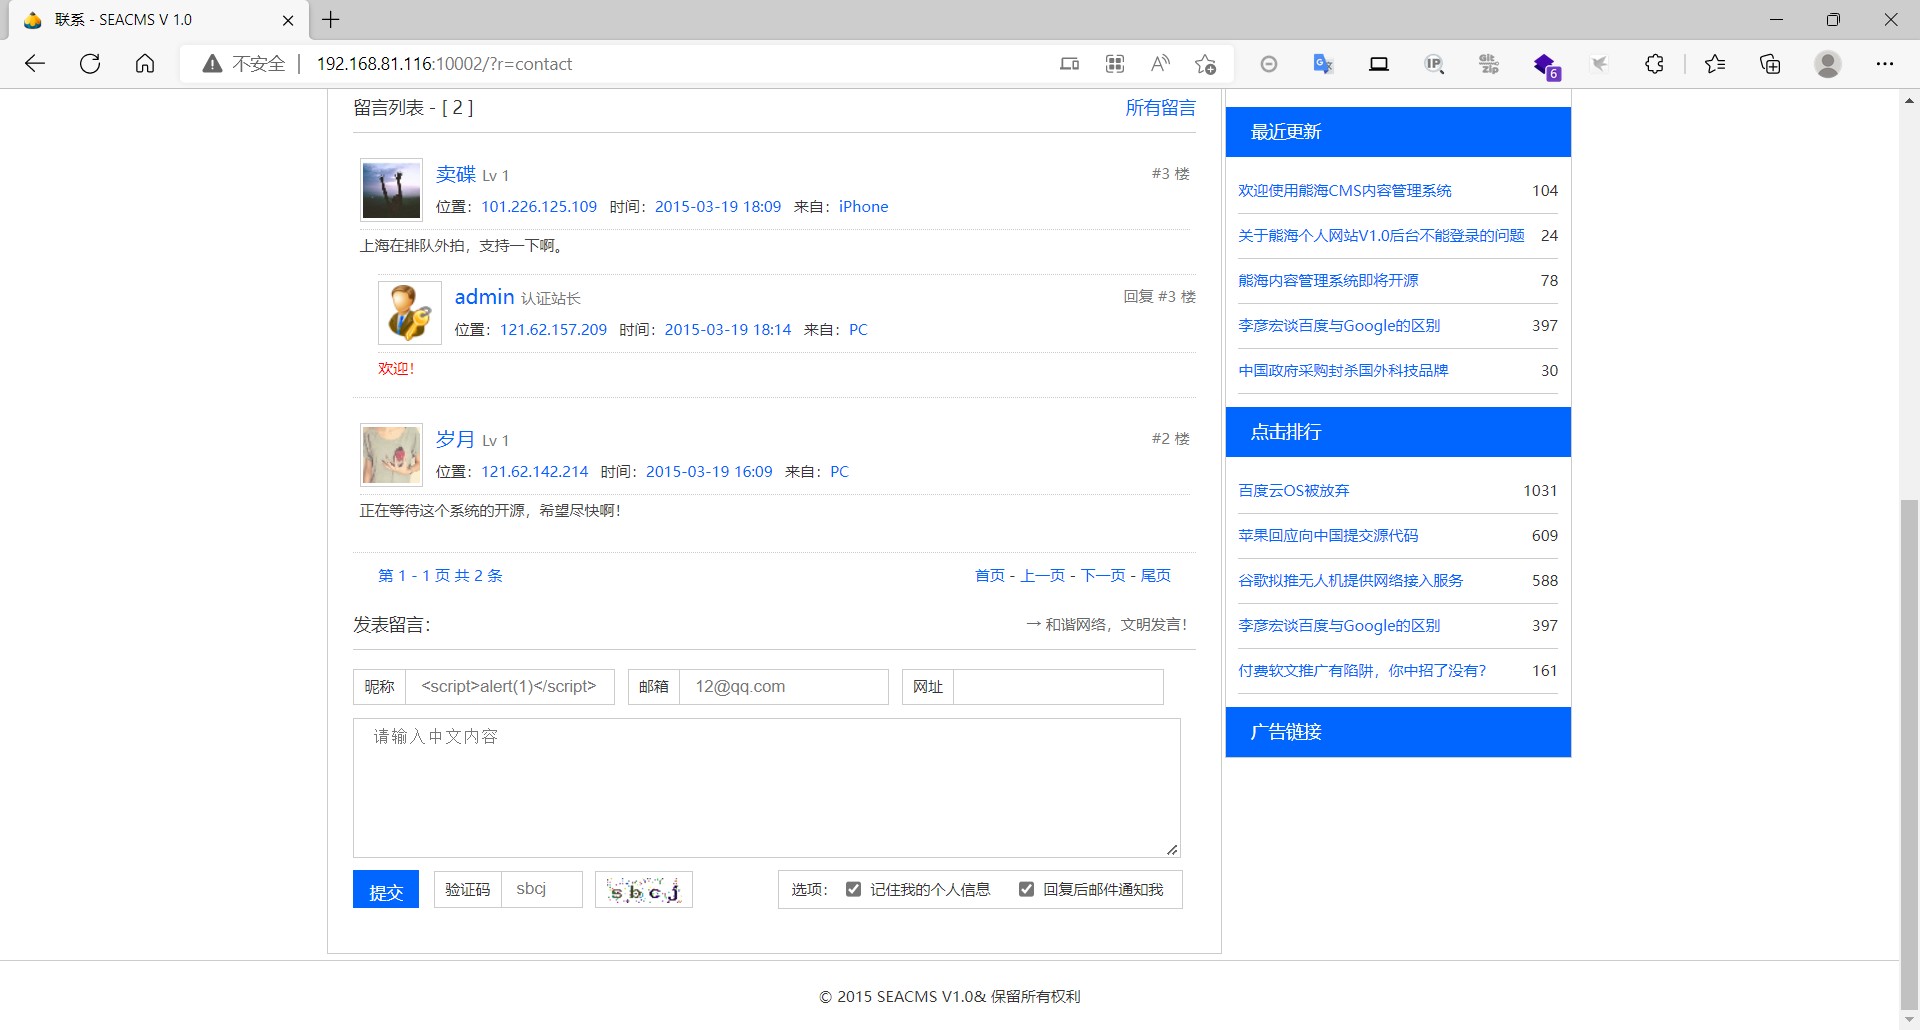 联系 - SEACMS V 1.0
不安全 192.168.81.116:10002/?r=contact
IP
Git
zip
6
留言列表 - [ 2 ] 所有留言
卖碟 Lv 1 #3 楼
位置：101.226.125.109 时间：2015-03-19 18:09 来自：iPhone
上海在排队外拍，支持一下啊。
admin 认证站长 回复 #3 楼
位置：121.62.157.209 时间：2015-03-19 18:14 来自：PC
欢迎！
岁月 Lv 1 #2 楼
位置：121.62.142.214 时间：2015-03-19 16:09 来自：PC
正在等待这个系统的开源，希望尽快啊！
第 1 - 1 页 共 2 条 首页 - 上一页 - 下一页 - 尾页
发表留言： → 和谐网络，文明发言！
昵称 <script>alert(1)</script> 邮箱 12@qq.com 网址
请输入中文内容
提交 验证码 sbcj sbcj 选项： 记住我的个人信息 回复后邮件通知我
最近更新
欢迎使用熊海CMS内容管理系统 104
关于熊海个人网站V1.0后台不能登录的问题 24
熊海内容管理系统即将开源 78
李彦宏谈百度与Google的区别 397
中国政府采购封杀国外科技品牌 30
点击排行
百度云OS被放弃 1031
苹果回应向中国提交源代码 609
谷歌拟推无人机提供网络接入服务 588
李彦宏谈百度与Google的区别 397
付费软文推广有陷阱，你中招了没有？ 161
广告链接
© 2015 SEACMS V1.0& 保留所有权利